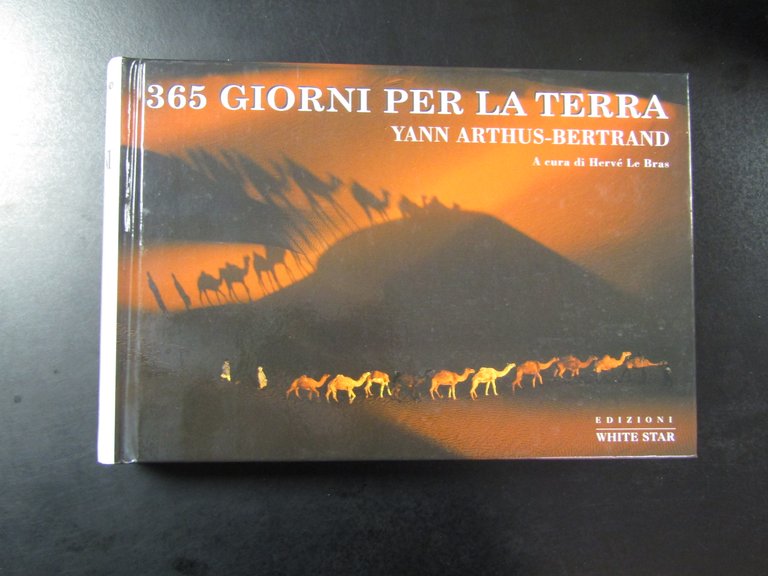 365 GIORNI PER LA TERRA
YANN ARTHUS-BERTRAND
A cura di Hervé Le Bras
EDIZIONI
WHITE STAR